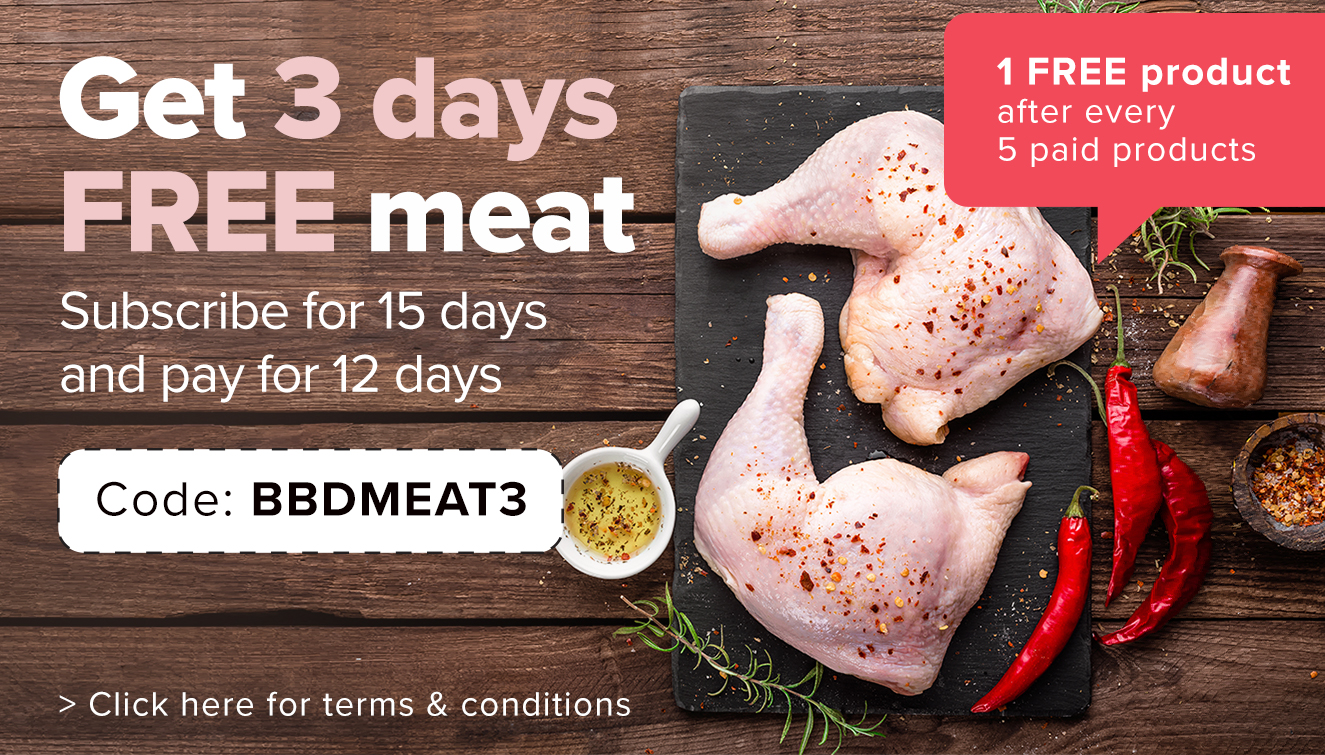 Get 3 days
FREE meat
Subscribe for 15 days
and pay for 12 days
Code: BBDMEAT3
> Click here for terms & conditions
1 FREE product
after every
5 paid products